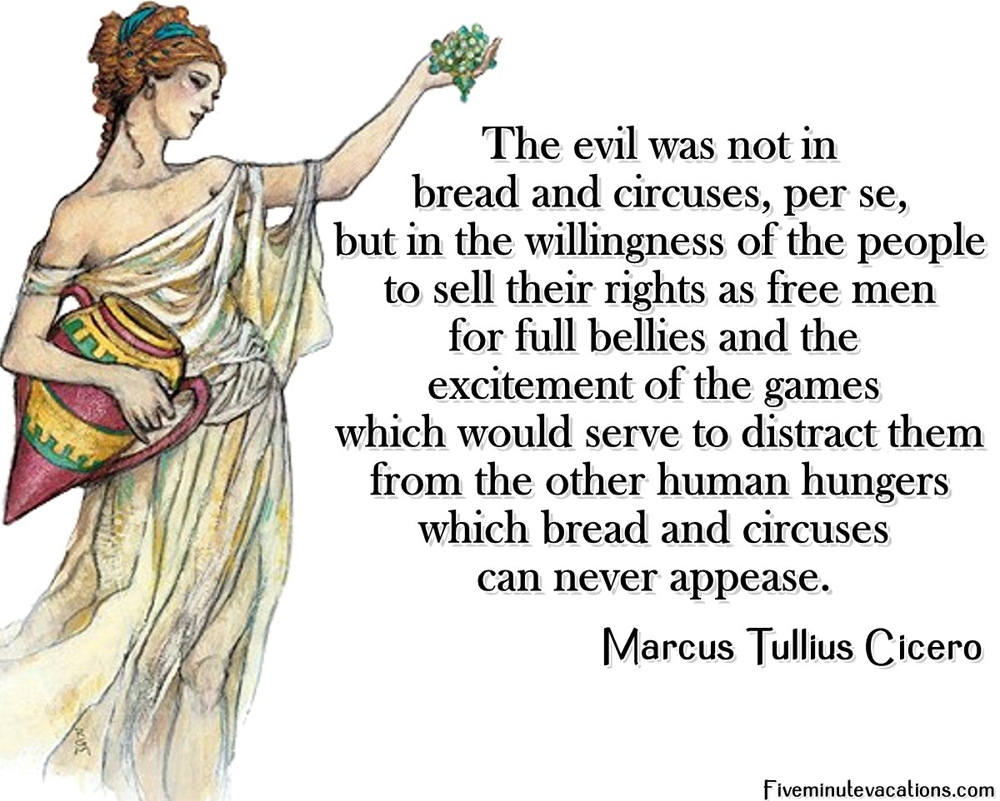 The evil was not in
bread and circuses, per se,
but in the willingness of the people
to sell their rights as free men
for full bellies and the
excitement of the games
which would serve to distract them
from the other human hungers
which bread and circuses
can never appease.
Marcus Tullius Cicero
Fiveminutevacations.com